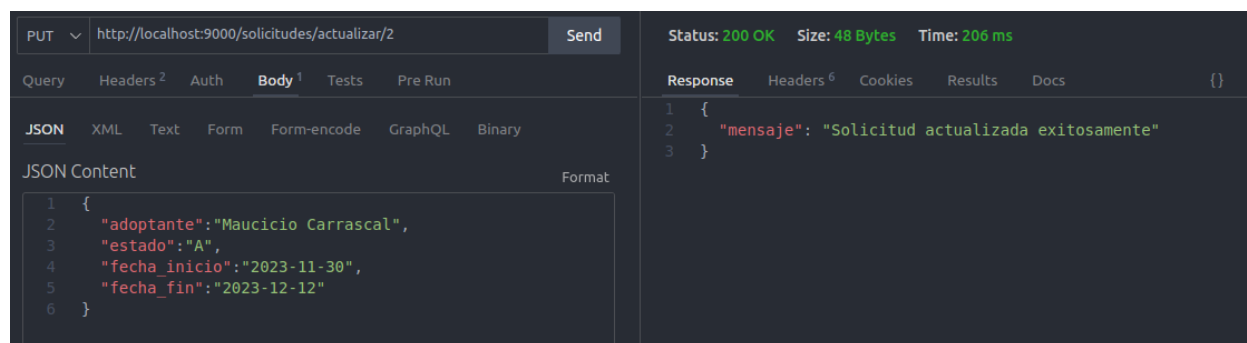 PUT http://localhost:9000/solicitudes/actualizar/2 Send
Query Headers 2 Auth Body 1 Tests Pre Run
JSON XML Text Form Form-encode GraphQL Binary
JSON Content Format
1 {
2 "adoptante":"Maucicio Carrascal",
3 "estado":"A",
4 "fecha_inicio":"2023-11-30",
5 "fecha_fin":"2023-12-12"
6 }
Status: 200 OK Size: 48 Bytes Time: 206 ms
Response Headers 6 Cookies Results Docs {}
1 {
2 "mensaje": "Solicitud actualizada exitosamente"
3 }